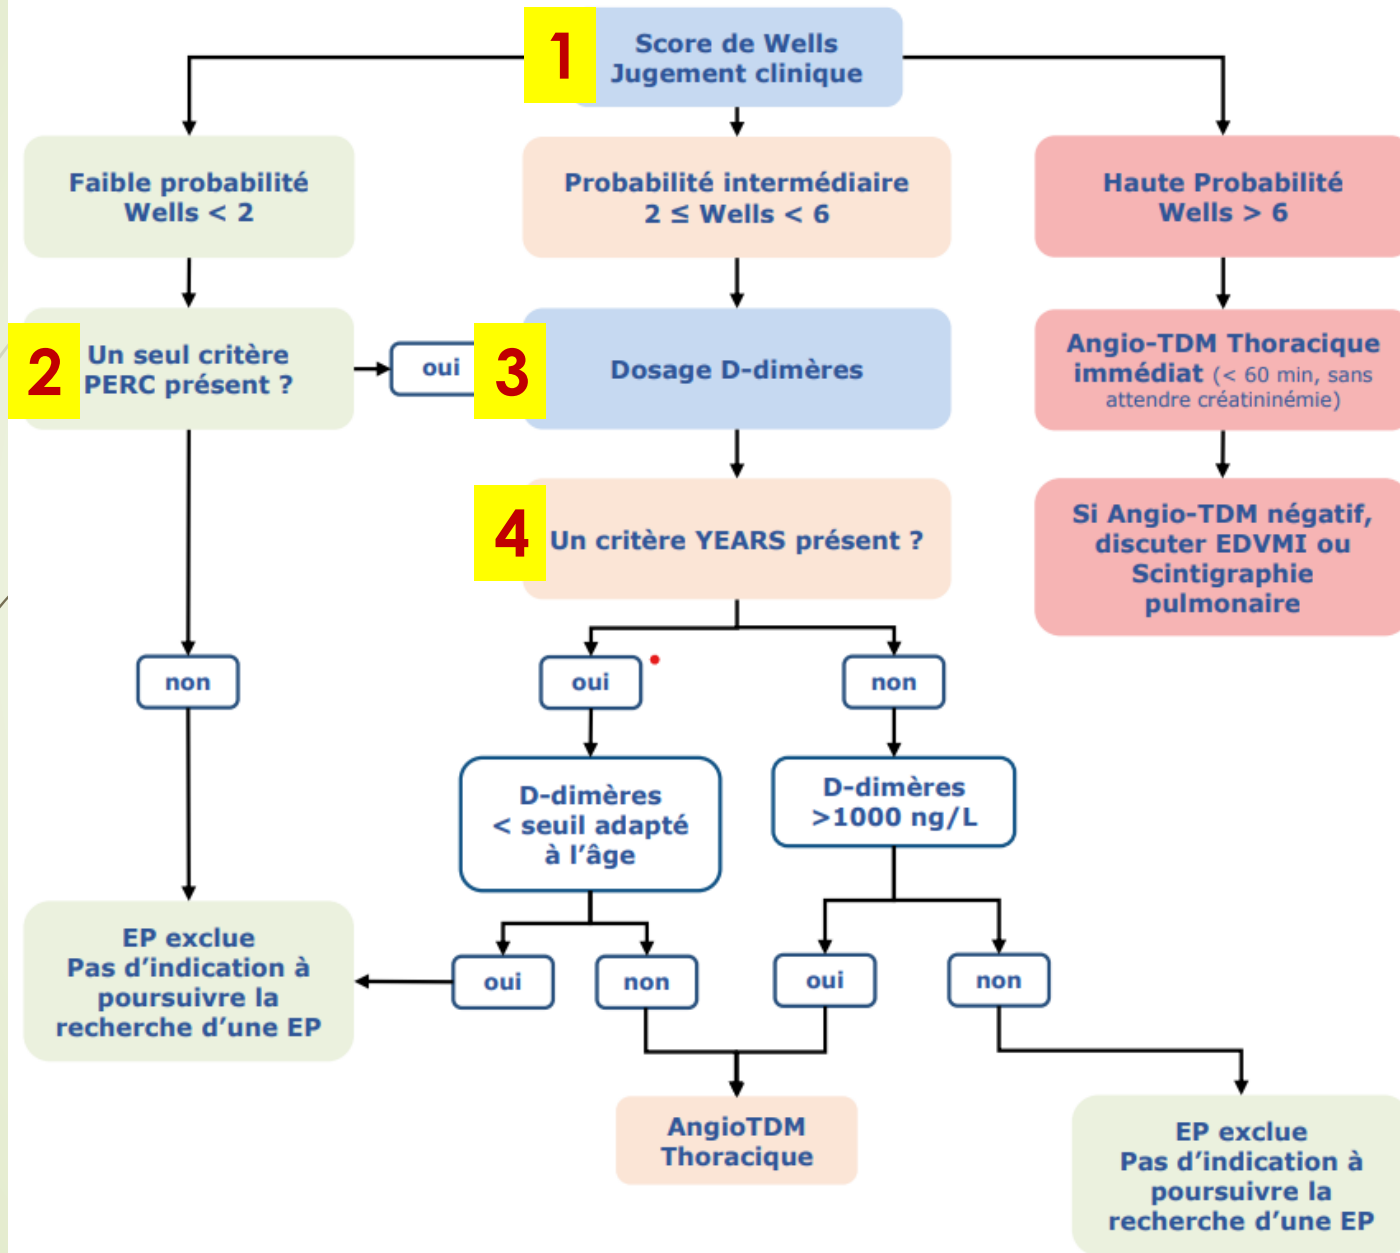 1
Score de Wells
Jugement clinique
Faible probabilité
Wells < 2
Probabilité intermédiaire
2 ≤ Wells < 6
Haute Probabilité
Wells > 6
2
Un seul critère
PERC présent ?
oui
3
Dosage D-dimères
Angio-TDM Thoracique
immédiat (< 60 min, sans
attendre créatininémie)
4
Un critère YEARS présent ?
Si Angio-TDM négatif,
discuter EDVMI ou
Scintigraphie
pulmonaire
non
oui
non
D-dimères
< seuil adapté
à l'âge
D-dimères
>1000 ng/L
EP exclue
Pas d'indication à
poursuivre la
recherche d'une EP
oui
non
oui
non
AngioTDM
Thoracique
EP exclue
Pas d'indication à
poursuivre la
recherche d'une EP